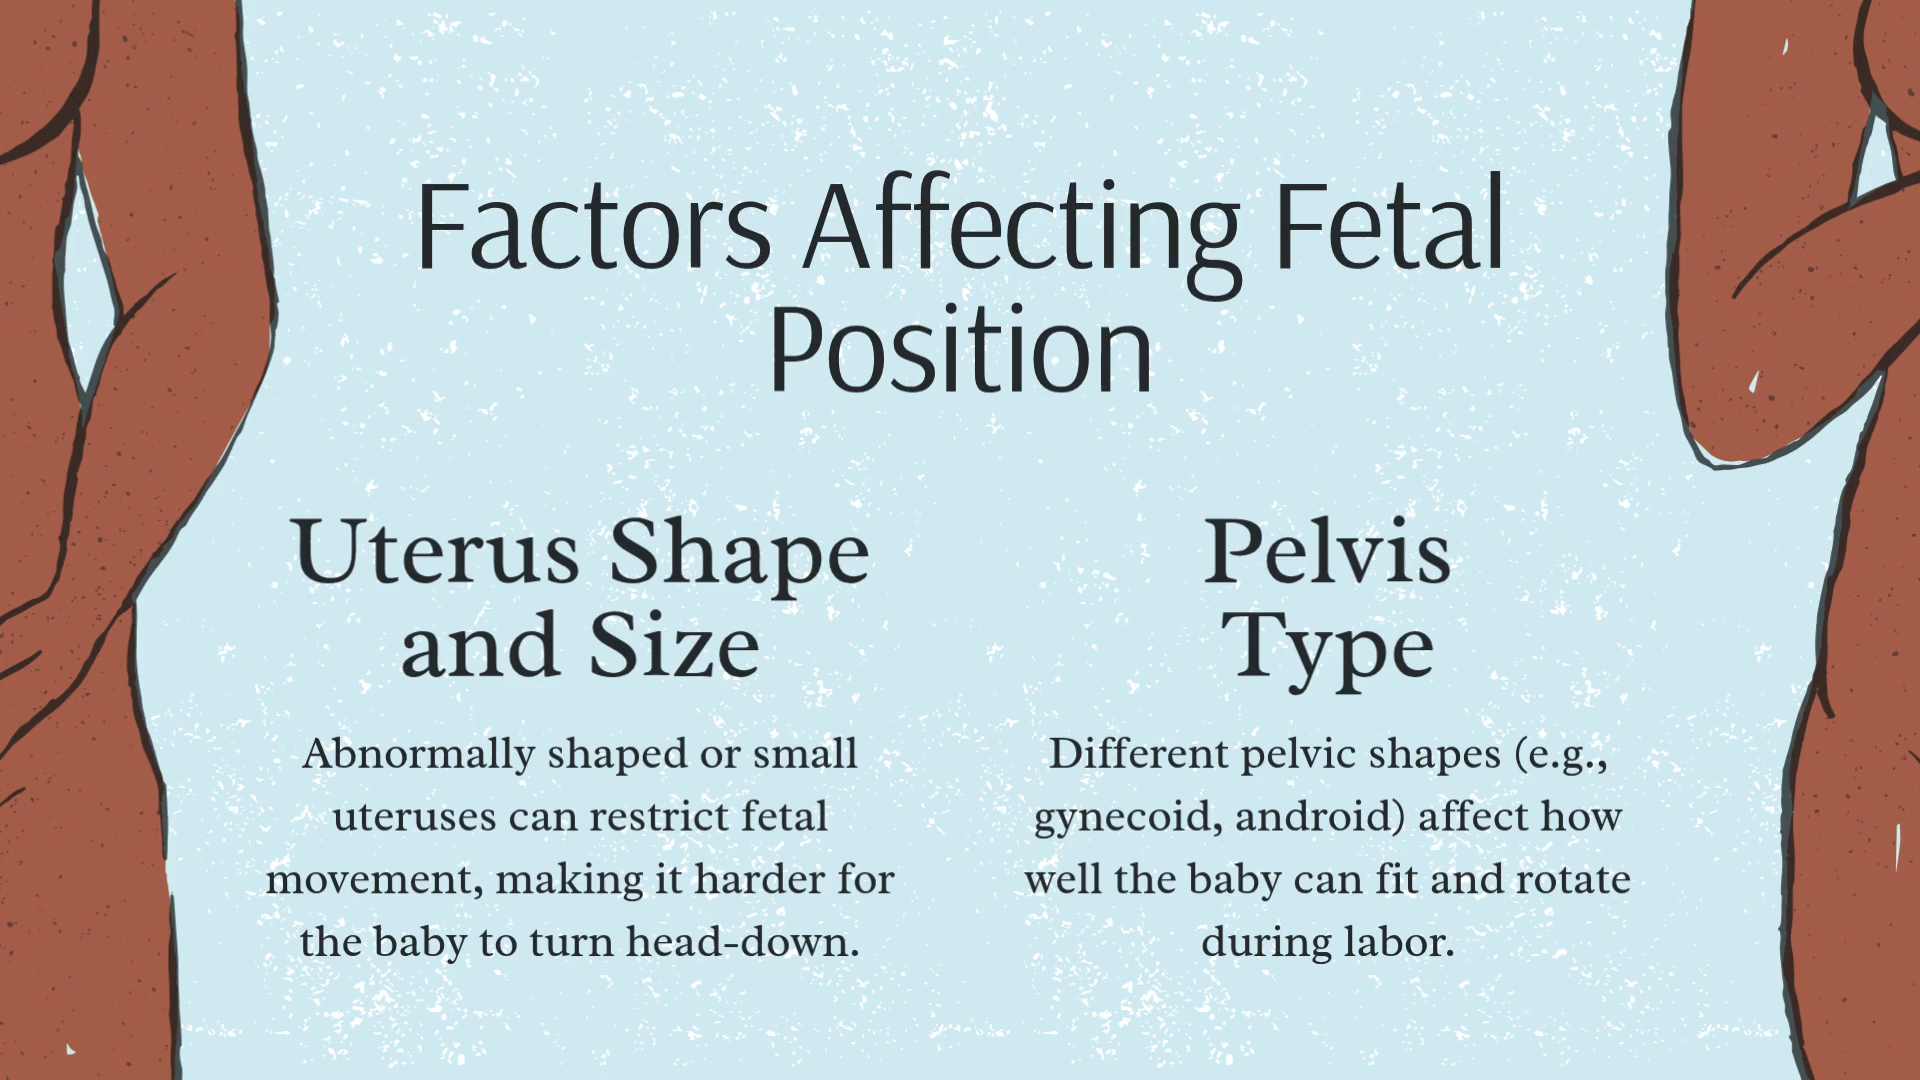 Factors Affecting Fetal
Position
Uterus Shape
and Size
Abnormally shaped or small
uteruses can restrict fetal
movement, making it harder for
the baby to turn head-down.
Pelvis
Type
Different pelvic shapes (e.g.,
gynecoid, android) affect how
well the baby can fit and rotate
during labor.